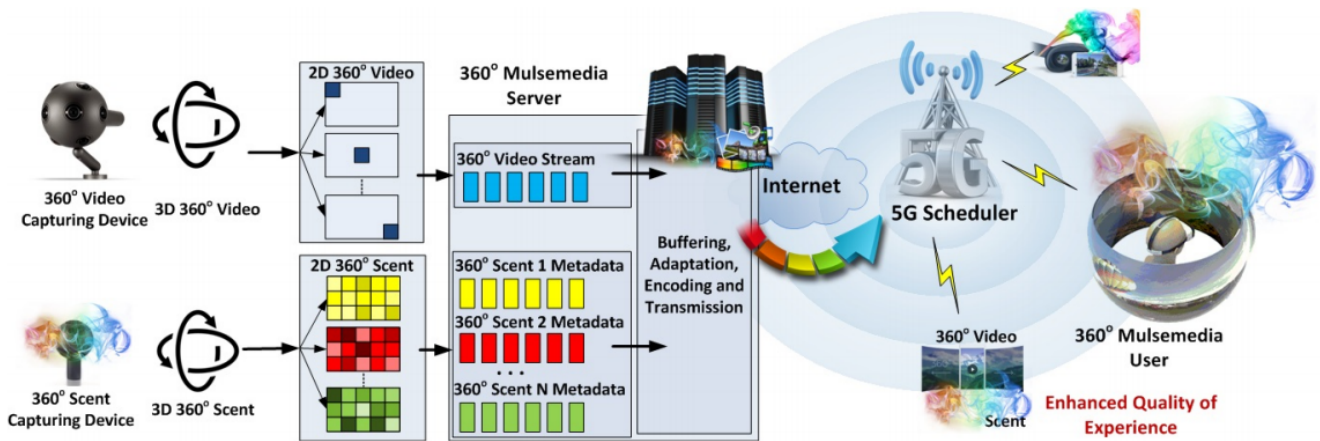 360° Video
Capturing Device
3D 360° Video
2D 360° Video
360° Mulsemedia
Server
360° Video Stream
360° Scent
Capturing Device
3D 360° Scent
2D 360° Scent
360° Scent 1 Metadata
360° Scent 2 Metadata
...
360° Scent N Metadata
Buffering,
Adaptation,
Encoding and
Transmission
Internet
5G
5G Scheduler
360° Video
Scent
360° Mulsemedia
User
Enhanced Quality of
Experience